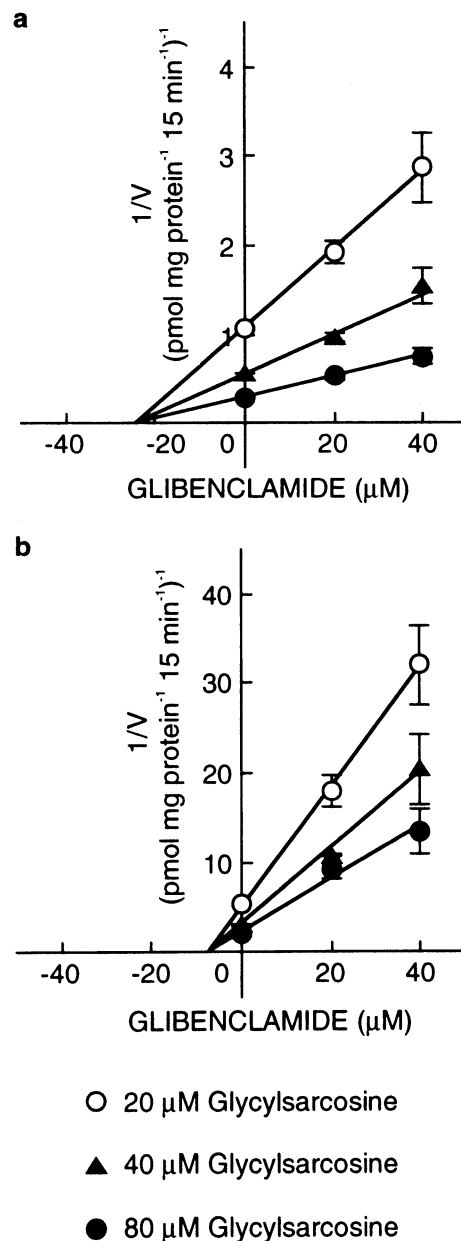 a
1/V
(pmol mg protein⁻¹ 15 min⁻¹)⁻¹
4
3
2
1
-40 -20 0 20 40
GLIBENCLAMIDE (μM)
b
1/V
(pmol mg protein⁻¹ 15 min⁻¹)⁻¹
40
30
20
10
-40 -20 0 20 40
GLIBENCLAMIDE (μM)
20 μM Glycylsarcosine
40 μM Glycylsarcosine
80 μM Glycylsarcosine